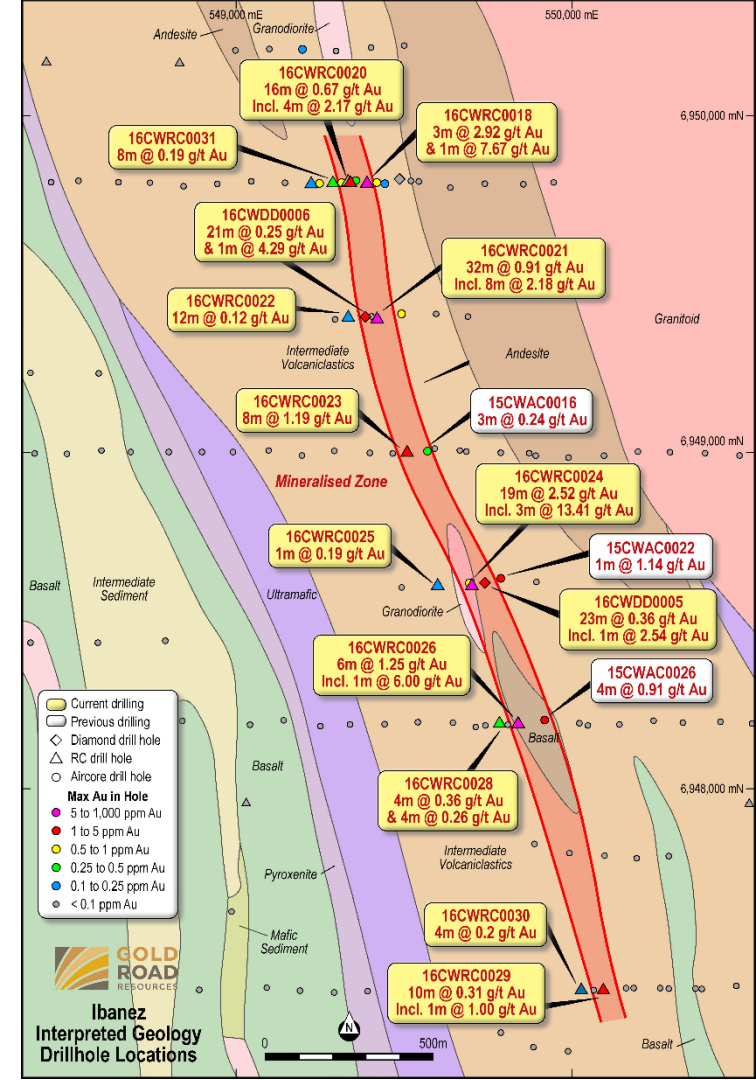 549,000 mE
550,000 mE
Andesite
Granodiorite
16CWRC0020
16m @ 0.67 g/t Au
Incl. 4m @ 2.17 g/t Au
16CWRC0018
3m @ 2.92 g/t Au
& 1m @ 7.67 g/t Au
6,950,000 mN
16CWRC0031
8m @ 0.19 g/t Au
16CWDD0006
21m @ 0.25 g/t Au
& 1m @ 4.29 g/t Au
16CWRC0021
32m @ 0.91 g/t Au
Incl. 8m @ 2.18 g/t Au
16CWRC0022
12m @ 0.12 g/t Au
Granitoid
Intermediate
Volcaniclastics
Andesite
16CWRC0023
8m @ 1.19 g/t Au
15CWAC0016
3m @ 0.24 g/t Au
6,949,000 mN
Mineralised Zone
16CWRC0024
19m @ 2.52 g/t Au
Incl. 3m @ 13.41 g/t Au
16CWRC0025
1m @ 0.19 g/t Au
15CWAC0022
1m @ 1.14 g/t Au
Basalt
Intermediate
Sediment
Ultramafic
Granodiorite
16CWDD0005
23m @ 0.36 g/t Au
Incl. 1m @ 2.54 g/t Au
16CWRC0026
6m @ 1.25 g/t Au
Incl. 1m @ 6.00 g/t Au
15CWAC0026
4m @ 0.91 g/t Au
Current drilling
Previous drilling
Diamond drill hole
RC drill hole
Aircore drill hole
Max Au in Hole
5 to 1,000 ppm Au
1 to 5 ppm Au
0.5 to 1 ppm Au
0.25 to 0.5 ppm Au
0.1 to 0.25 ppm Au
< 0.1 ppm Au
Basalt
Basalt
16CWRC0028
4m @ 0.36 g/t Au
& 4m @ 0.26 g/t Au
6,948,000 mN
Intermediate
Volcaniclastics
Pyroxenite
16CWRC0030
4m @ 0.2 g/t Au
Mafic
Sediment
16CWRC0029
10m @ 0.31 g/t Au
Incl. 1m @ 1.00 g/t Au
GOLD
ROAD
RESOURCES
Ibanez
Interpreted Geology
Drillhole Locations
N
0
500m
Basalt